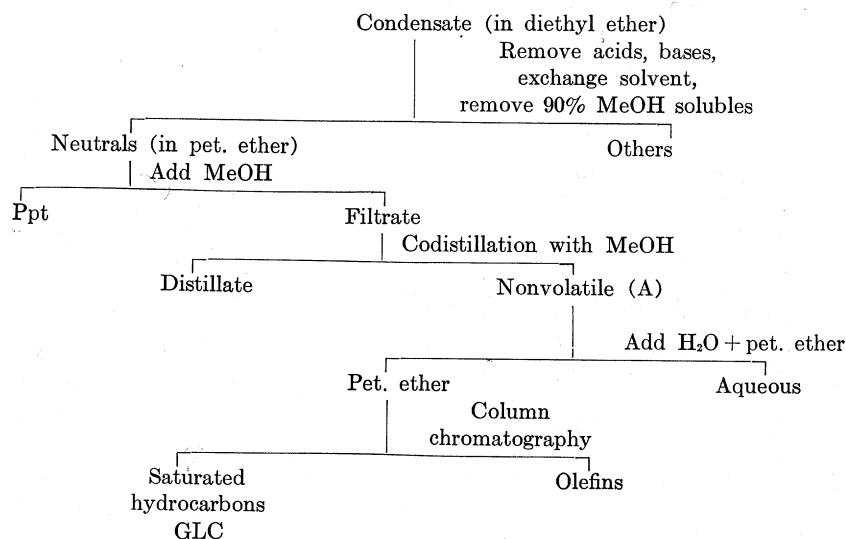 Condensate (in diethyl ether)
Remove acids, bases,
exchange solvent,
remove 90% MeOH solubles
Neutrals (in pet. ether)
Others
Add MeOH
Ppt
Filtrate
Codistillation with MeOH
Distillate
Nonvolatile (A)
Add H₂O + pet. ether
Pet. ether
Aqueous
Column
chromatography
Saturated
hydrocarbons
GLC
Olefins